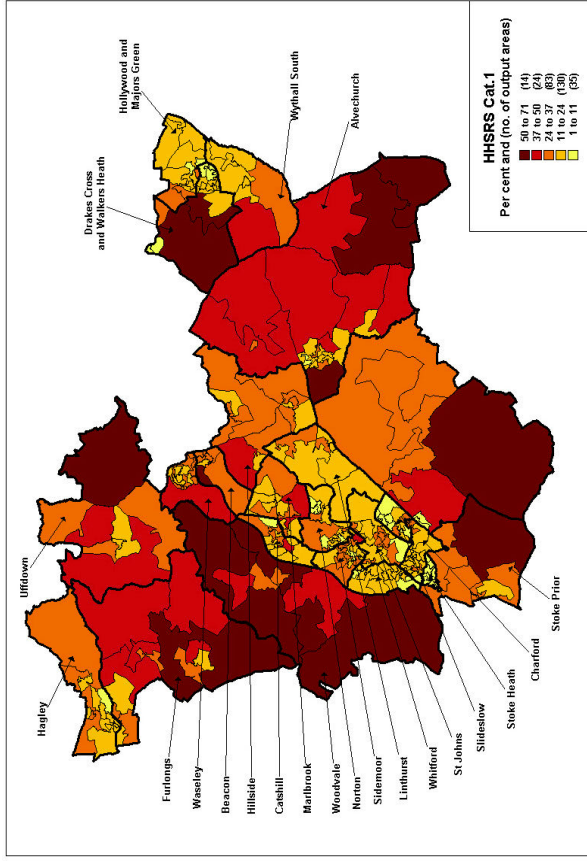 Hollywood and
Majors Green
Drakes Cross
and Walkers Heath
Wythall South
Alvechurch
Uffdown
Hagley
Furlongs
Waseley
Beacon
Hillside
Catshill
Marlbrook
Woodvale
Norton
Sidemoor
Linthurst
Whitford
St Johns
Slideslow
Stoke Heath
Charford
Stoke Prior
HHSRS Cat.1
Per cent and (no. of output areas)
50 to 71 (14)
37 to 50 (24)
24 to 37 (83)
11 to 24 (130)
1 to 11 (35)